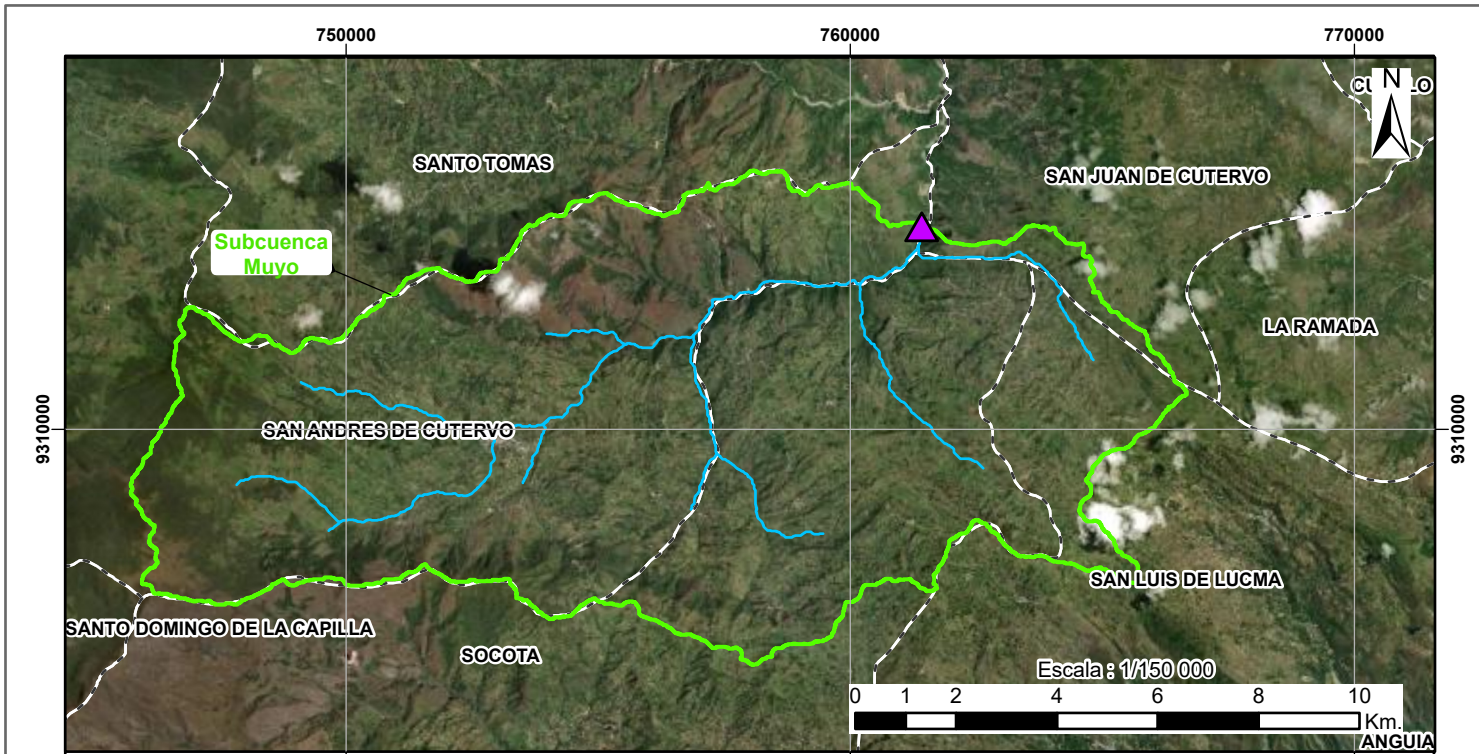 750000
760000
770000
N
SANTO TOMAS
SAN JUAN DE CUTERVO
Subcuenca
Muyo
LA RAMADA
9310000
9310000
SAN ANDRES DE CUTERVO
SAN LUIS DE LUCMA
SANTO DOMINGO DE LA CAPILLA
SOCOTA
Escala : 1/150 000
0 1 2 4 6 8 10
Km.
ANGUIA